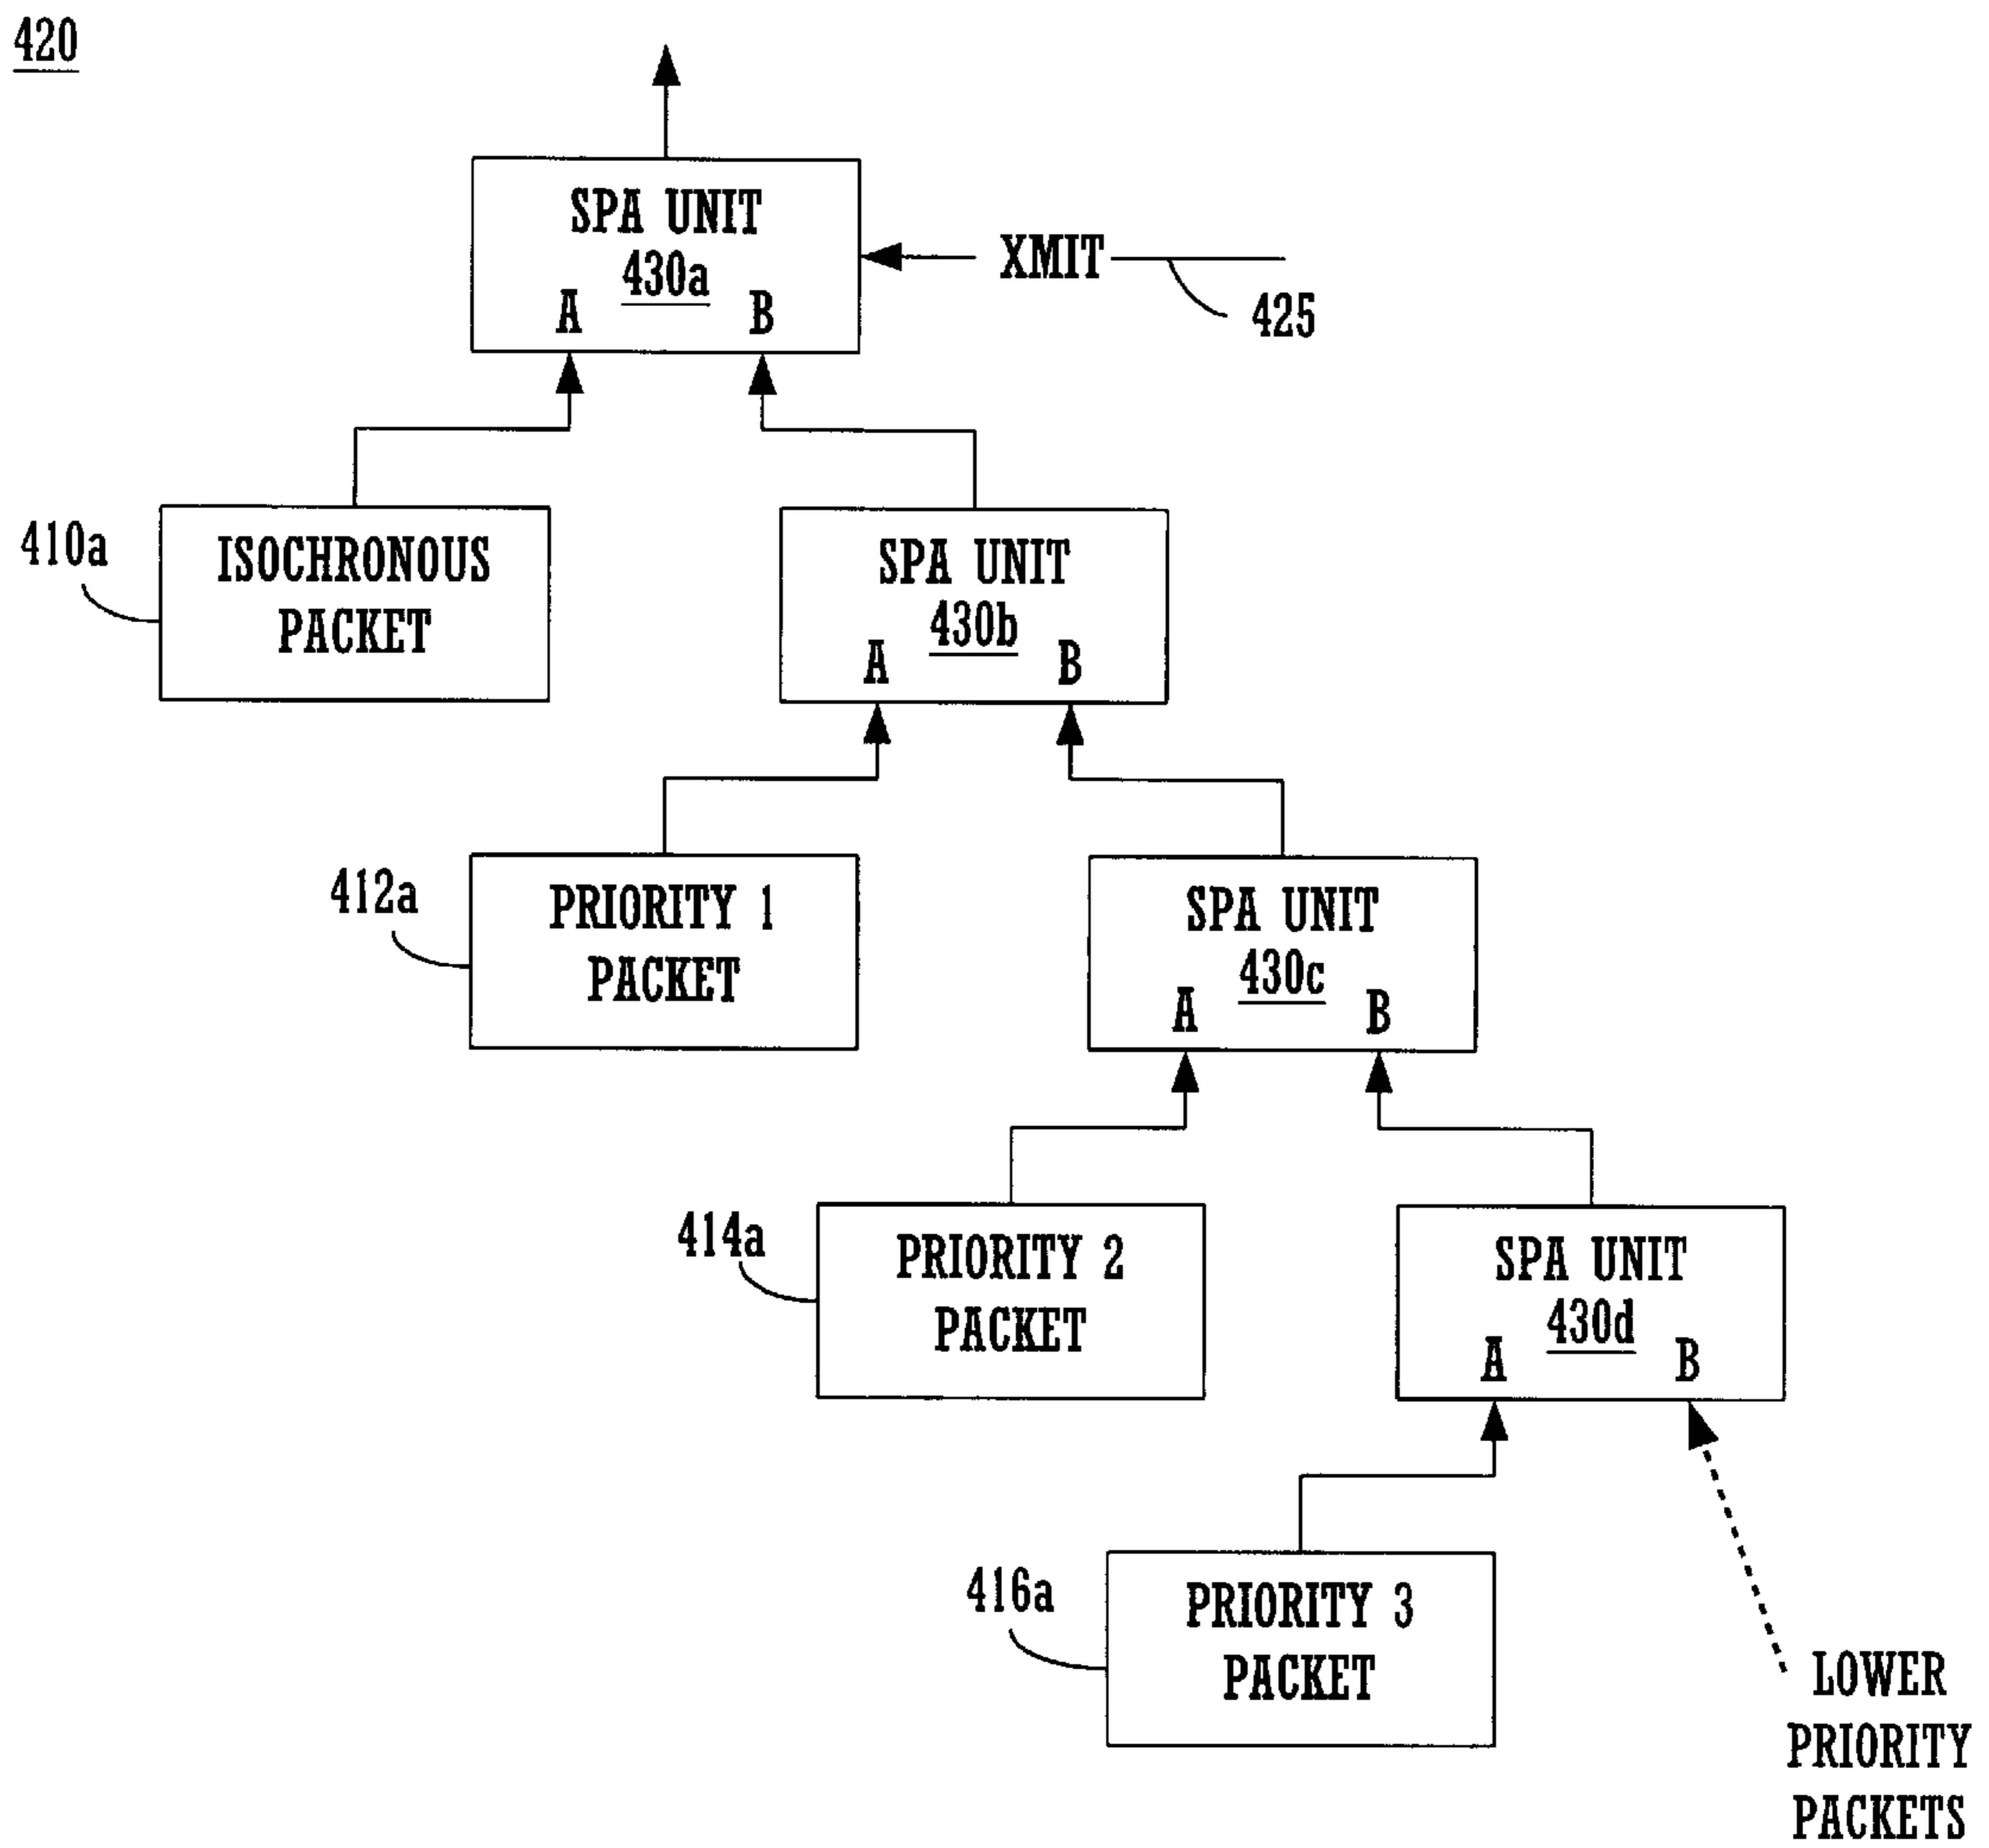 420
SPA UNIT
430a
A B
XMIT
425
410a
ISOCHRONOUS
PACKET
SPA UNIT
430b
A B
412a
PRIORITY 1
PACKET
SPA UNIT
430c
A B
414a
PRIORITY 2
PACKET
SPA UNIT
430d
A B
416a
PRIORITY 3
PACKET
LOWER
PRIORITY
PACKETS